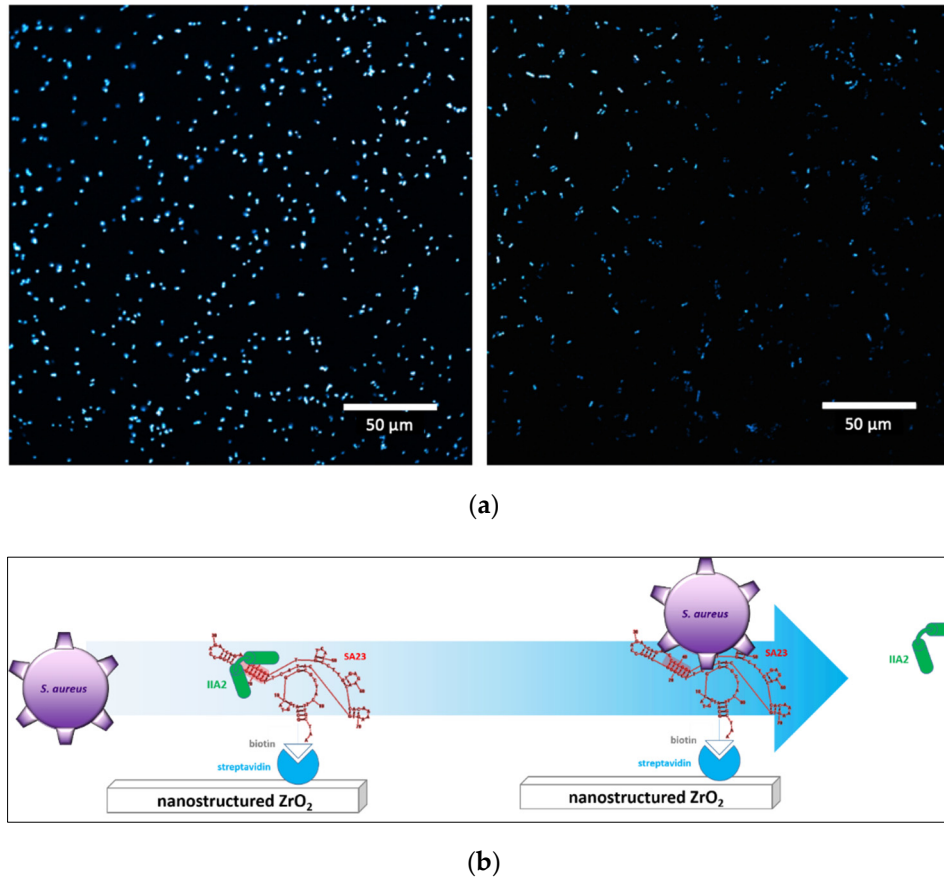 50 µm
50 µm
(a)
S. aureus
S. aureus
IIA2
SA23
SA23
IIA2
biotin
biotin
streptavidin
streptavidin
nanostructured ZrO₂
nanostructured ZrO₂
(b)